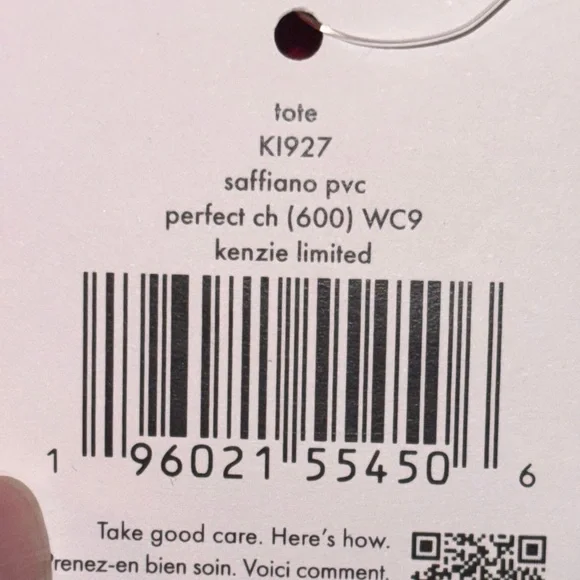 tote
KI927
saffiano pvc
perfect ch (600) WC9
kenzie limited
1 96021 55450 6
Take good care. Here's how.
Prenez-en bien soin. Voici comment.